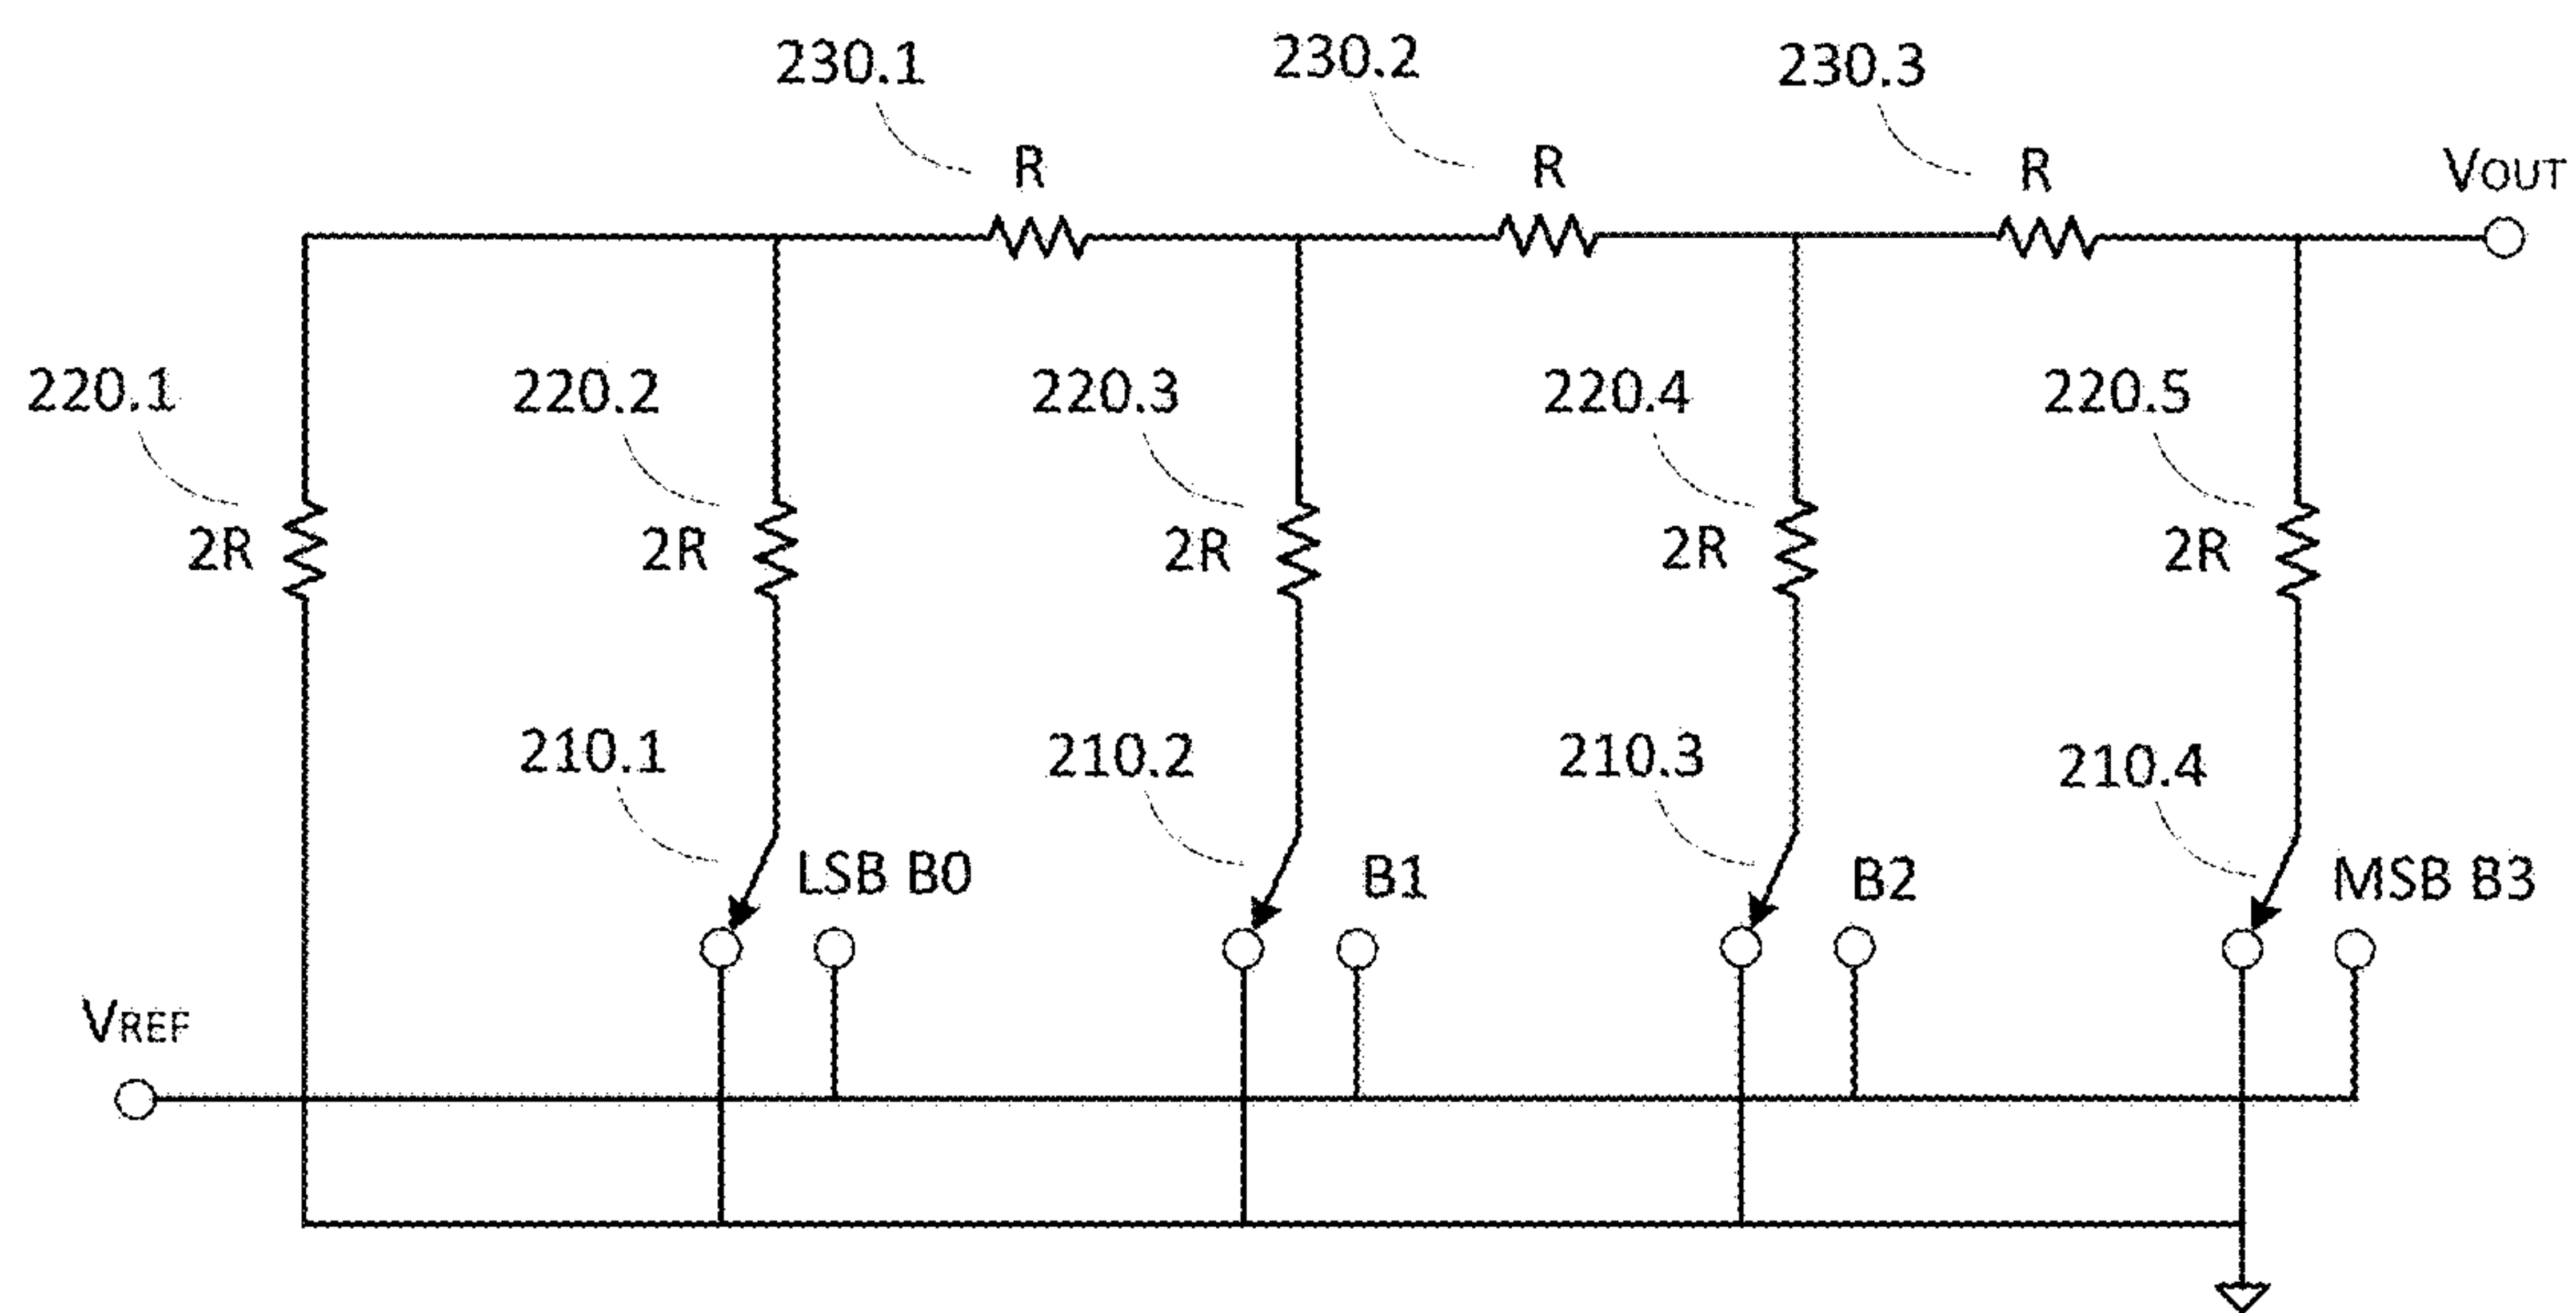 230.1
230.2
230.3
R
R
R
VOUT
220.1
220.2
220.3
220.4
220.5
2R
2R
2R
2R
2R
210.1
210.2
210.3
210.4
LSB B0
B1
B2
MSB B3
VREF